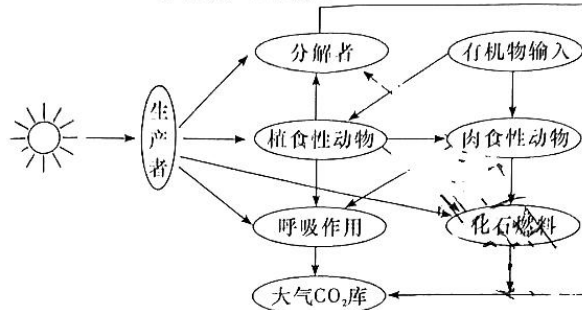 分解者
有机物输入
生产者
植食性动物
肉食性动物
呼吸作用
化石燃料
大气CO₂库